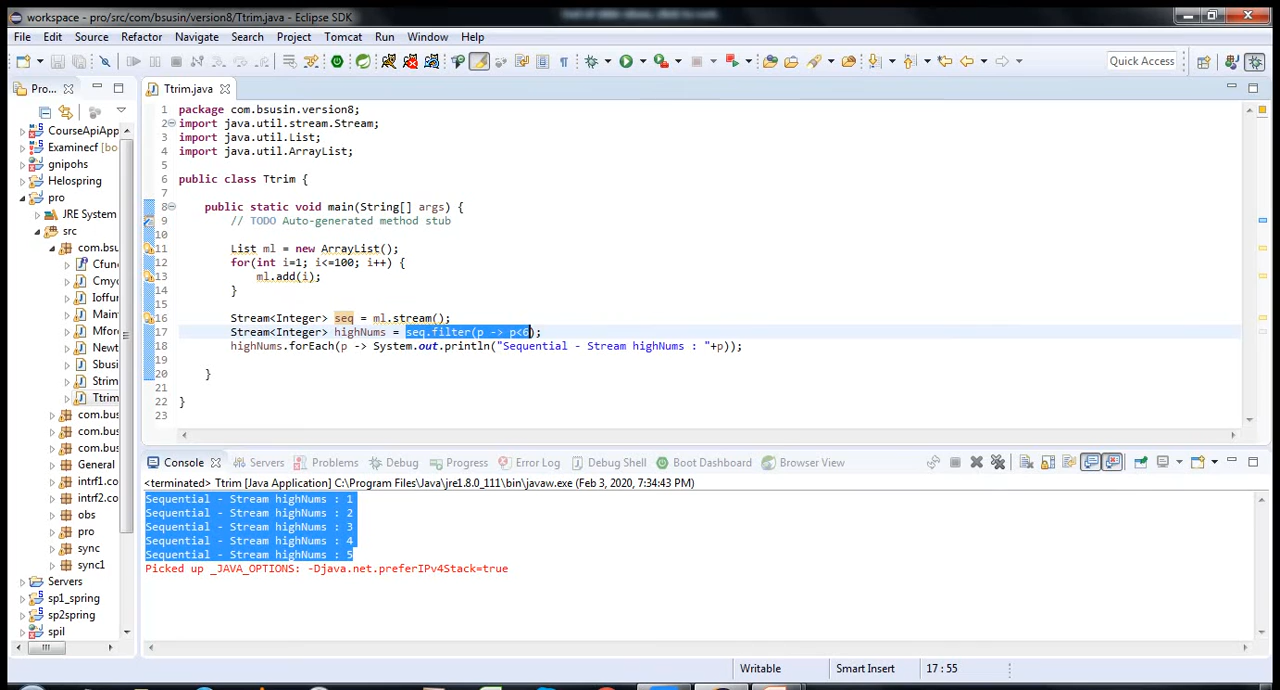 workspace - pro/src/com/bsusin/version8/Ttrim.java - Eclipse SDK
File Edit Source Refactor Navigate Search Project Tomcat Run Window Help
Quick Access
Pro...
CourseApiApp
Examinecf [bo
gnipohs
Helospring
pro
JRE System
src
com.bsu
Cfunc
Cmyc
Ioffu
Mfor
Newt
Sbusi
Strim
Ttrim
com.bus
com.bus
com.bus
General
intrf1.co
intrf2.co
obs
pro
sync
sync1
Servers
sp1_spring
sp2spring
spil
Ttrim.java
1 package com.bsusin.version8;
2 import java.util.stream.Stream;
3 import java.util.List;
4 import java.util.ArrayList;
5
6 public class Ttrim {
7
8 public static void main(String[] args) {
9 // TODO Auto-generated method stub
10
11 List ml = new ArrayList();
12 for(int i=1; i<=100; i++) {
13 ml.add(i);
14 }
15
16 Stream<Integer> seq = ml.stream();
17 Stream<Integer> highNums = seq.filter(p -> p<6);
18 highNums.forEach(p -> System.out.println("Sequential - Stream highNums : "+p));
19
20 }
21
22 }
23
Console Servers Problems Debug Progress Error Log Debug Shell Boot Dashboard Browser View
<terminated> Ttrim [Java Application] C:\Program Files\Java\jre1.8.0_111\bin\javaw.exe (Feb 3, 2020, 7:34:43 PM)
Sequential - Stream highNums : 1
Sequential - Stream highNums : 2
Sequential - Stream highNums : 3
Sequential - Stream highNums : 4
Sequential - Stream highNums : 5
Picked up _JAVA_OPTIONS: -Djava.net.preferIPv4Stack=true
Writable Smart Insert 17 : 55